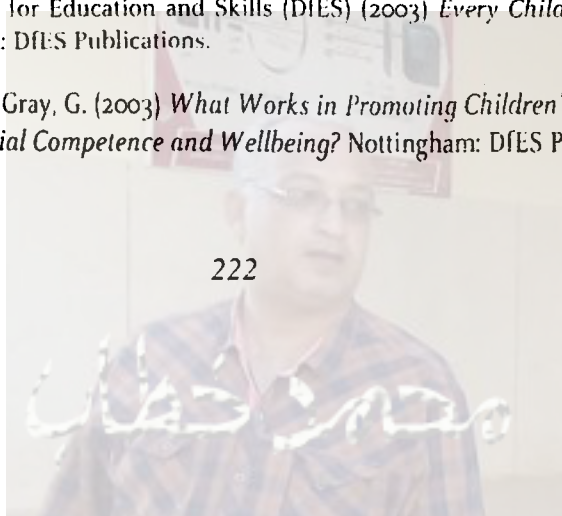 for Education and Skills (DfES) (2003) Every Child
: DfES Publications.
Gray, G. (2003) What Works in Promoting Children'
ial Competence and Wellbeing? Nottingham: DfES P
222
محمد خطاب